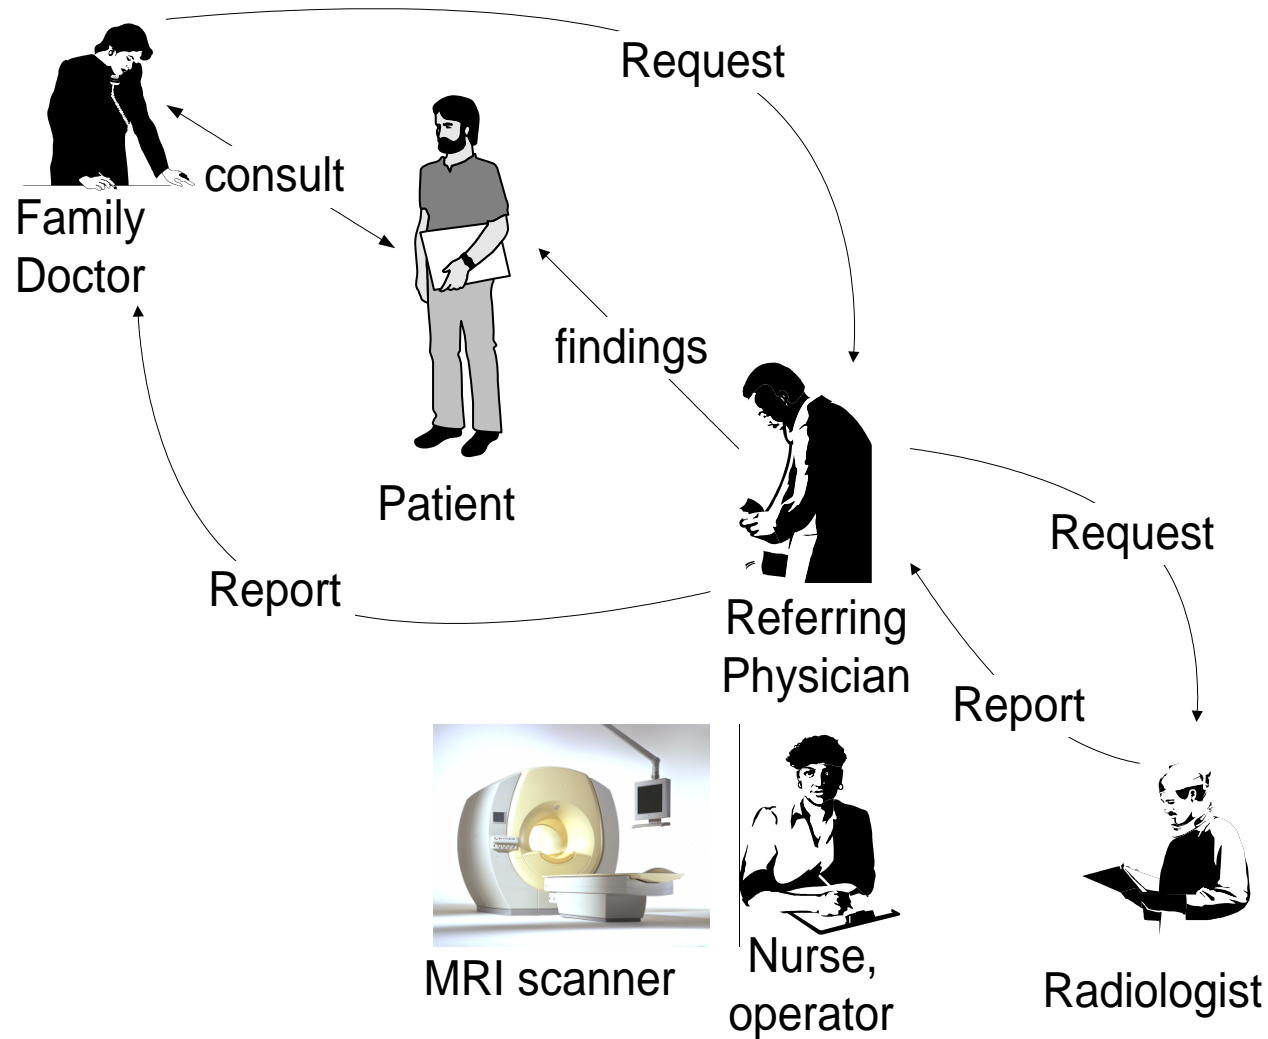 Request
consult
Family
Doctor
findings
Patient
Request
Report
Referring
Physician
Report
MRI scanner
Nurse,
operator
Radiologist